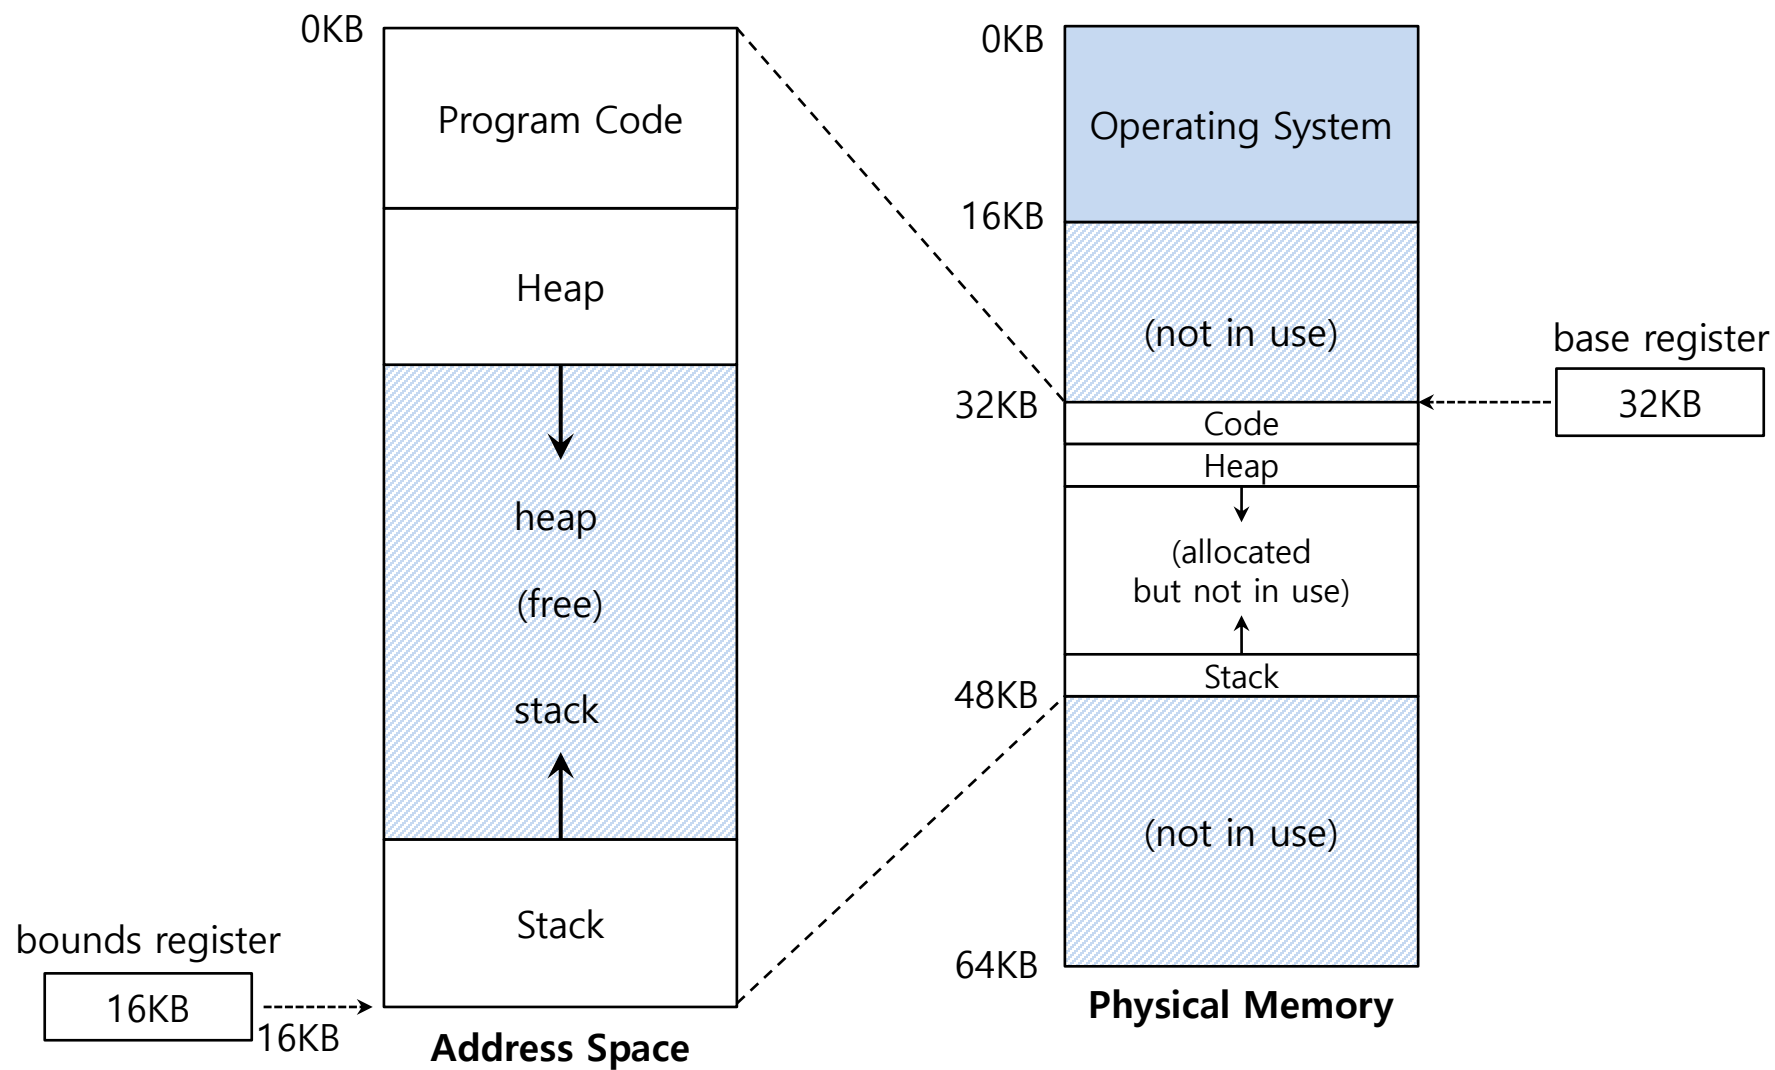 0KB
Program Code
Heap
heap
(free)
stack
Stack
bounds register
16KB
16KB
Address Space
0KB
Operating System
16KB
(not in use)
32KB
Code
Heap
(allocated
but not in use)
Stack
48KB
(not in use)
64KB
Physical Memory
base register
32KB